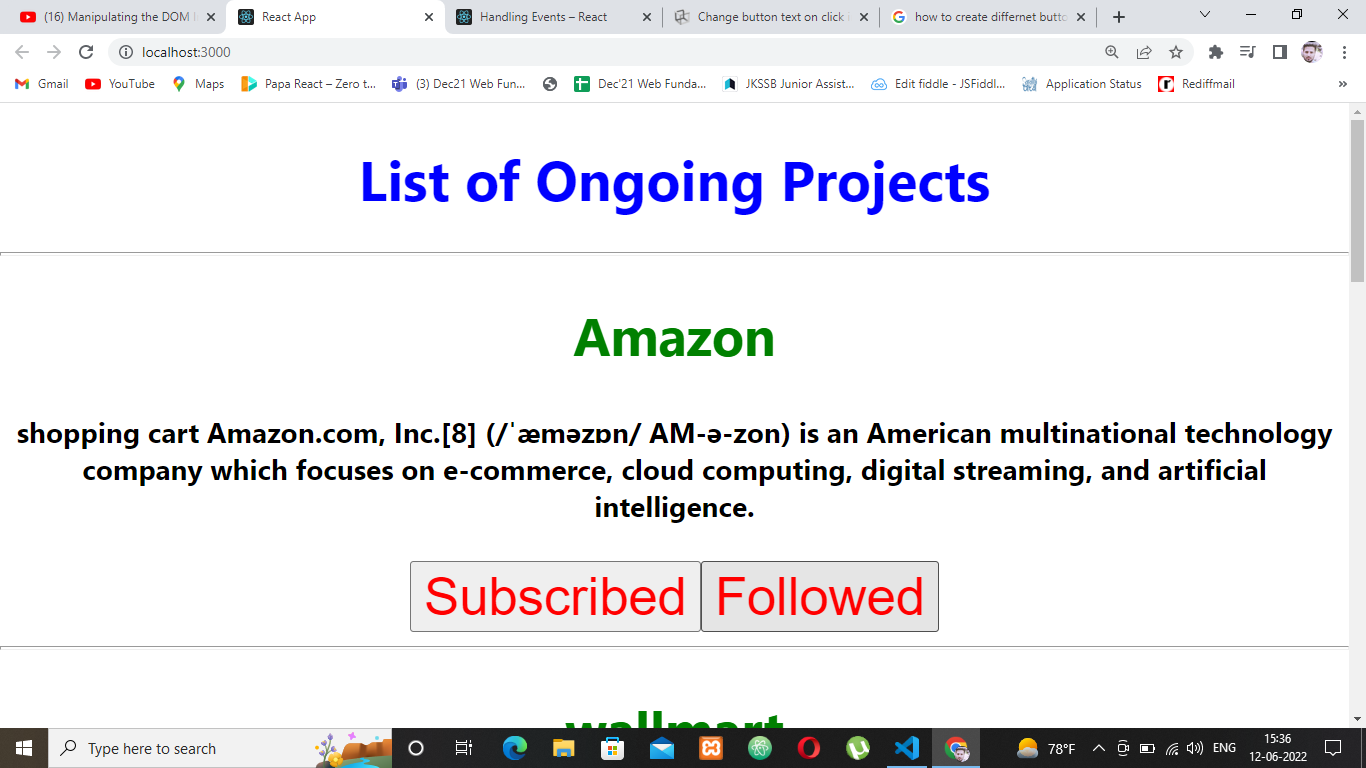 (16) Manipulating the DOM
React App
Handling Events – React
Change button text on click
how to create differnet butto
localhost:3000
Gmail
YouTube
Maps
Papa React – Zero t...
(3) Dec21 Web Fun...
Dec'21 Web Funda...
JKSSB Junior Assist...
Edit fiddle - JSFiddl...
Application Status
Rediffmail
»
List of Ongoing Projects
Amazon
shopping cart Amazon.com, Inc.[8] (/ˈæməzɒn/ AM-ə-zon) is an American multinational technology
company which focuses on e-commerce, cloud computing, digital streaming, and artificial
intelligence.
Subscribed
Followed
wallmart
Type here to search
78°F
ENG
15:36
12-06-2022